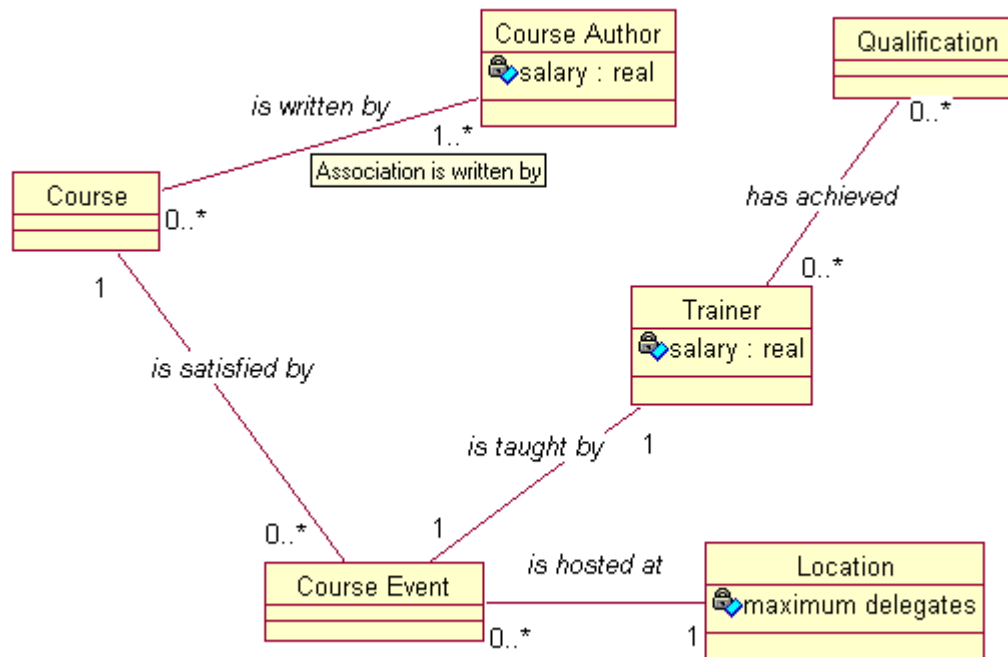 Course Author
salary : real
Qualification
is written by
1..*
0..*
Association is written by
Course
0..*
has achieved
1
0..*
Trainer
salary : real
is satisfied by
is taught by
1
0..*
1
is hosted at
Location
Course Event
maximum delegates
0..*
1